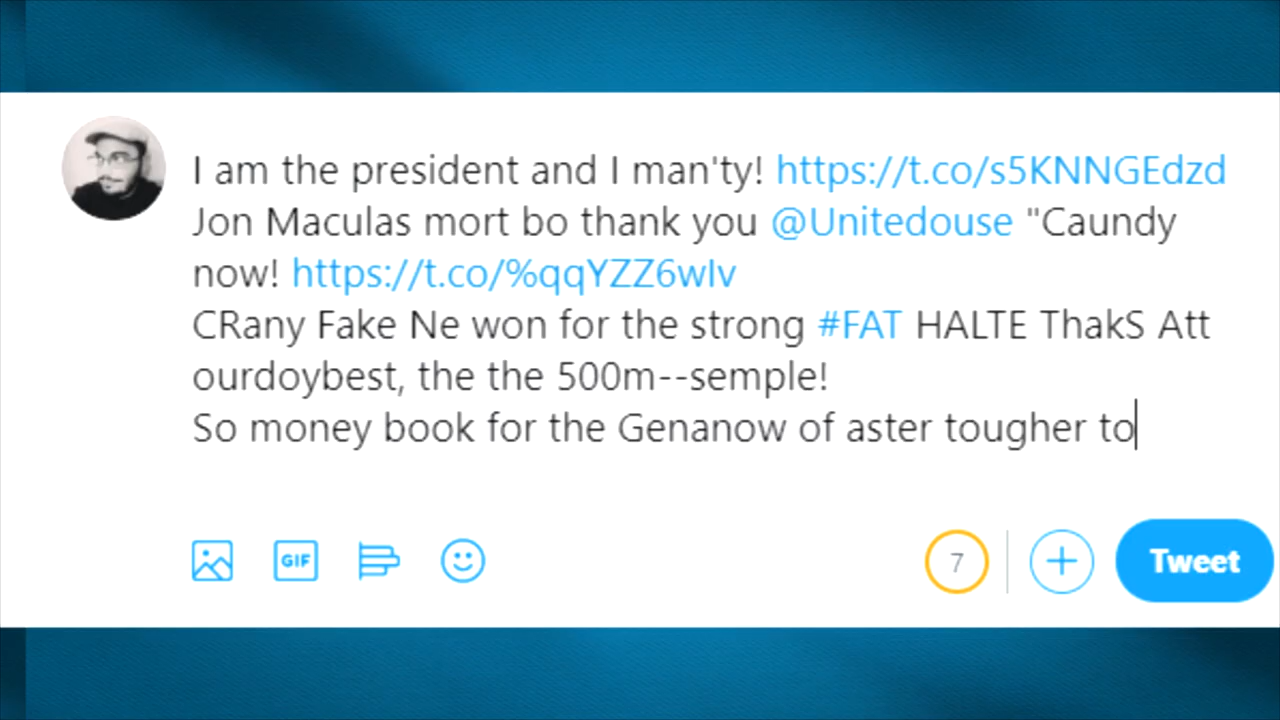 I am the president and I man'ty! https://t.co/s5KNNGEdzd
Jon Maculas mort bo thank you @Unitedouse "Caundy
now! https://t.co/%qqYZZ6wIv
CRany Fake Ne won for the strong #FAT HALTE ThakS Att
ourdoybest, the the 500m--semple!
So money book for the Genanow of aster tougher to
GIF
7
Tweet